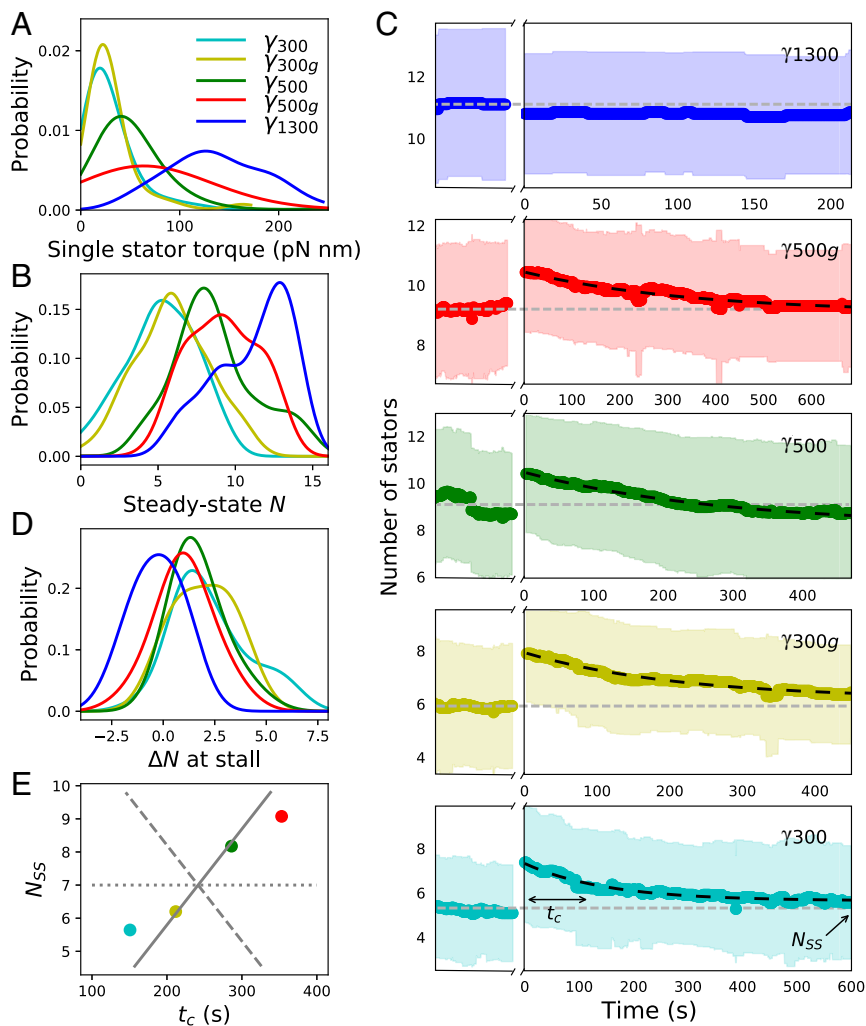 A
Probability
0.02
0.01
0.00
0 100 200
Single stator torque (pN nm)
γ300
γ300g
γ500
γ500g
γ1300
B
Probability
0.15
0.10
0.05
0.00
0 5 10 15
Steady-state N
D
Probability
0.2
0.1
0.0
−2.5 0.0 2.5 5.0 7.5
ΔN at stall
E
NSS
10
9
8
7
6
5
100 200 300 400
tc (s)
C
Number of stators
γ1300
12
10
0 50 100 150 200
γ500g
12
10
8
0 100 200 300 400 500 600
γ500
12
10
8
6
0 100 200 300 400
γ300g
8
6
4
0 100 200 300 400
γ300
8
6
4
tc
NSS
0 100 200 300 400 500 600
Time (s)